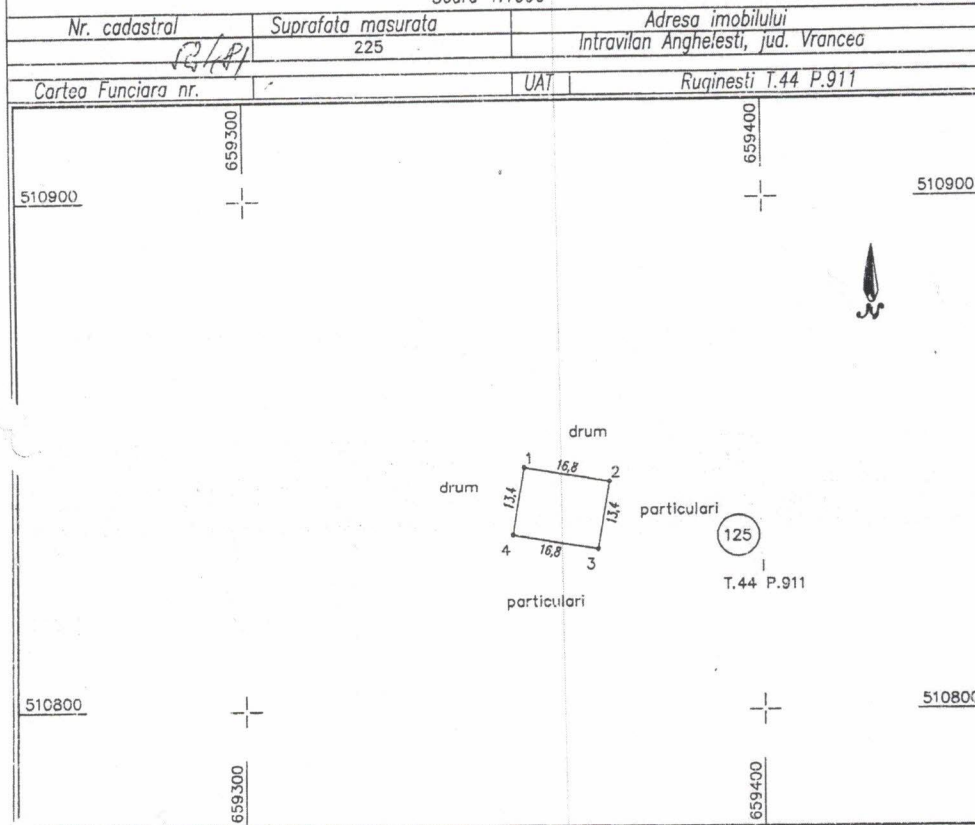 Nr. cadastral Suprafata masurata Adresa imobilului
225 Intravilan Anghelesti, jud. Vrancea
Cartea Funciara nr. UAT Ruginesti T.44 P.911
659300 659400
510900 510900
N
drum
1 16,8 2
drum 13,4 13,4 particulari
125
4 16,8 3
T.44 P.911
particulari
510800 510800
659300 659400